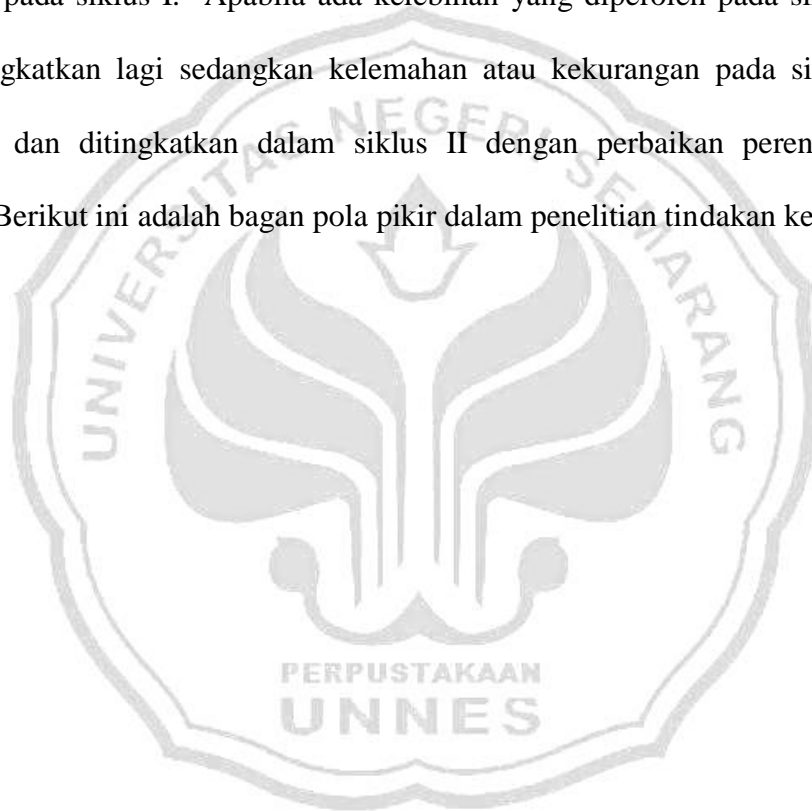 pada siklus I. Apabila ada kelebihan yang diperoleh pada si
gkatkan lagi sedangkan kelemahan atau kekurangan pada si
dan ditingkatkan dalam siklus II dengan perbaikan peren
Berikut ini adalah bagan pola pikir dalam penelitian tindakan ke
UNIVERSITAS NEGERI SEMARANG
PERPUSTAKAAN
UNNES